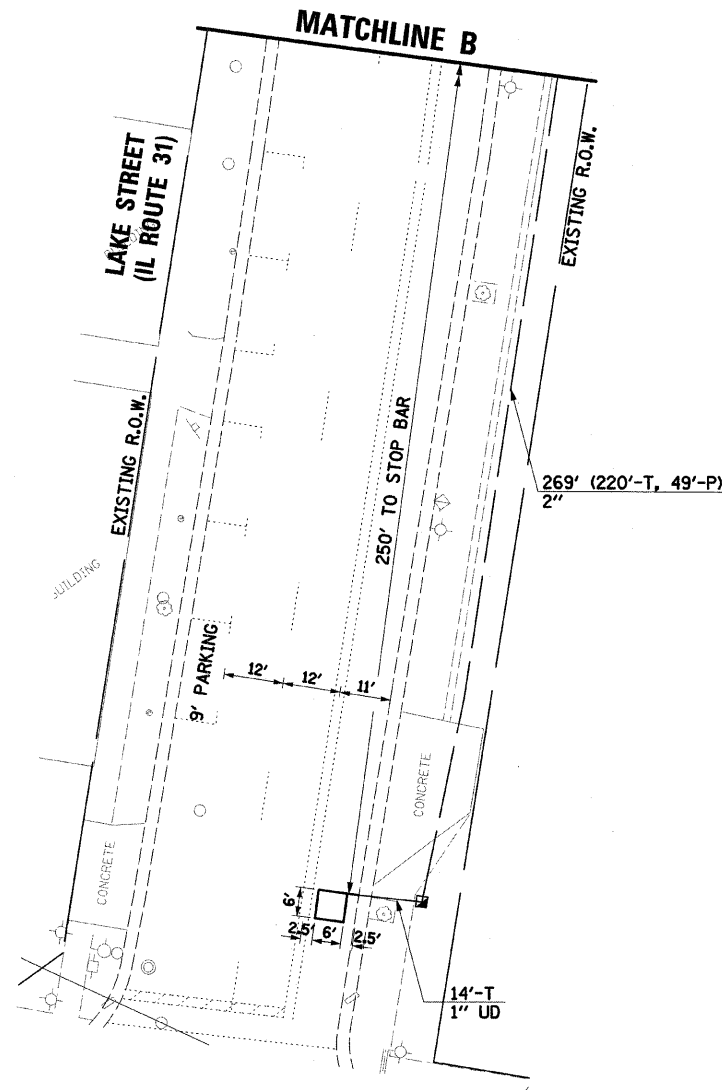 MATCHLINE B
LAKE STREET
(IL ROUTE 31)
EXISTING R.O.W.
EXISTING R.O.W.
250' TO STOP BAR
269' (220'-T, 49'-P)
2"
BUILDING
9' PARKING
12'
12'
11'
CONCRETE
CONCRETE
6'
2.5'
6'
2.5'
14'-T
1" UD